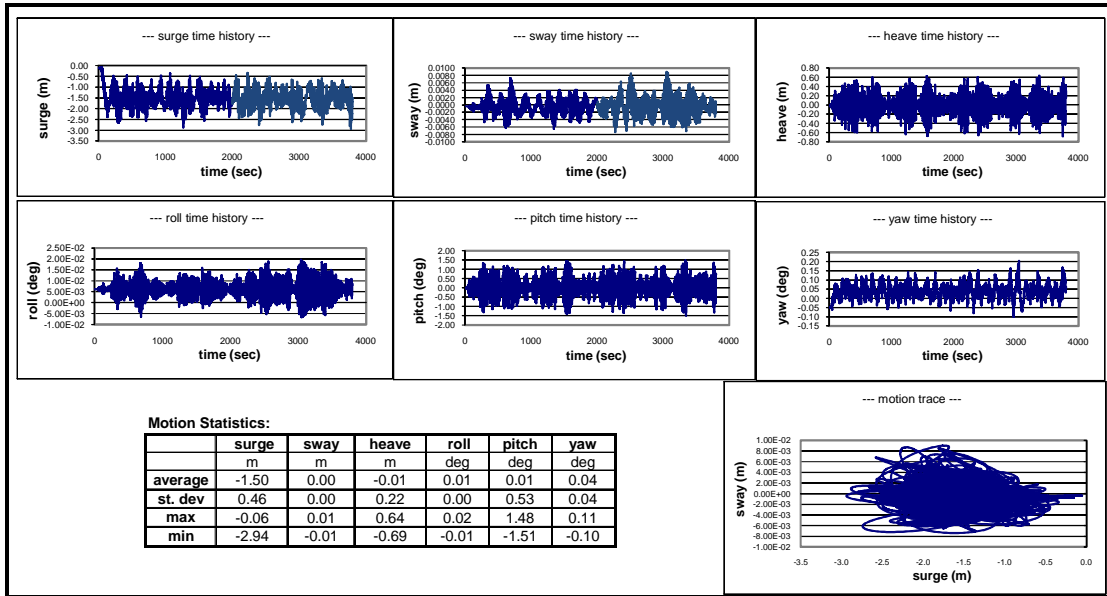 --- surge time history ---
0.00
-0.50
-1.00
-1.50
-2.00
-2.50
-3.00
-3.50
surge (m)
0 1000 2000 3000 4000
time (sec)
--- sway time history ---
0.0100
0.0080
0.0060
0.0040
0.0020
0.0000
-0.0020
-0.0040
-0.0060
-0.0080
-0.0100
sway (m)
0 1000 2000 3000 4000
time (sec)
--- heave time history ---
0.80
0.60
0.40
0.20
0.00
-0.20
-0.40
-0.60
-0.80
heave (m)
0 1000 2000 3000 4000
time (sec)
--- roll time history ---
2.50E-02
2.00E-02
1.50E-02
1.00E-02
5.00E-03
0.00E+00
-5.00E-03
-1.00E-02
roll (deg)
0 1000 2000 3000 4000
time (sec)
--- pitch time history ---
2.00
1.50
1.00
0.50
0.00
-0.50
-1.00
-1.50
-2.00
pitch (deg)
0 1000 2000 3000 4000
time (sec)
--- yaw time history ---
0.25
0.20
0.15
0.10
0.05
0.00
-0.05
-0.10
-0.15
yaw (deg)
0 1000 2000 3000 4000
time (sec)
Motion Statistics:
surge sway heave roll pitch yaw
m m m deg deg deg
average -1.50 0.00 -0.01 0.01 0.01 0.04
st. dev 0.46 0.00 0.22 0.00 0.53 0.04
max -0.06 0.01 0.64 0.02 1.48 0.11
min -2.94 -0.01 -0.69 -0.01 -1.51 -0.10
--- motion trace ---
1.00E-02
8.00E-03
6.00E-03
4.00E-03
2.00E-03
0.00E+00
-2.00E-03
-4.00E-03
-6.00E-03
-8.00E-03
-1.00E-02
sway (m)
-3.5 -3.0 -2.5 -2.0 -1.5 -1.0 -0.5 0.0
surge (m)